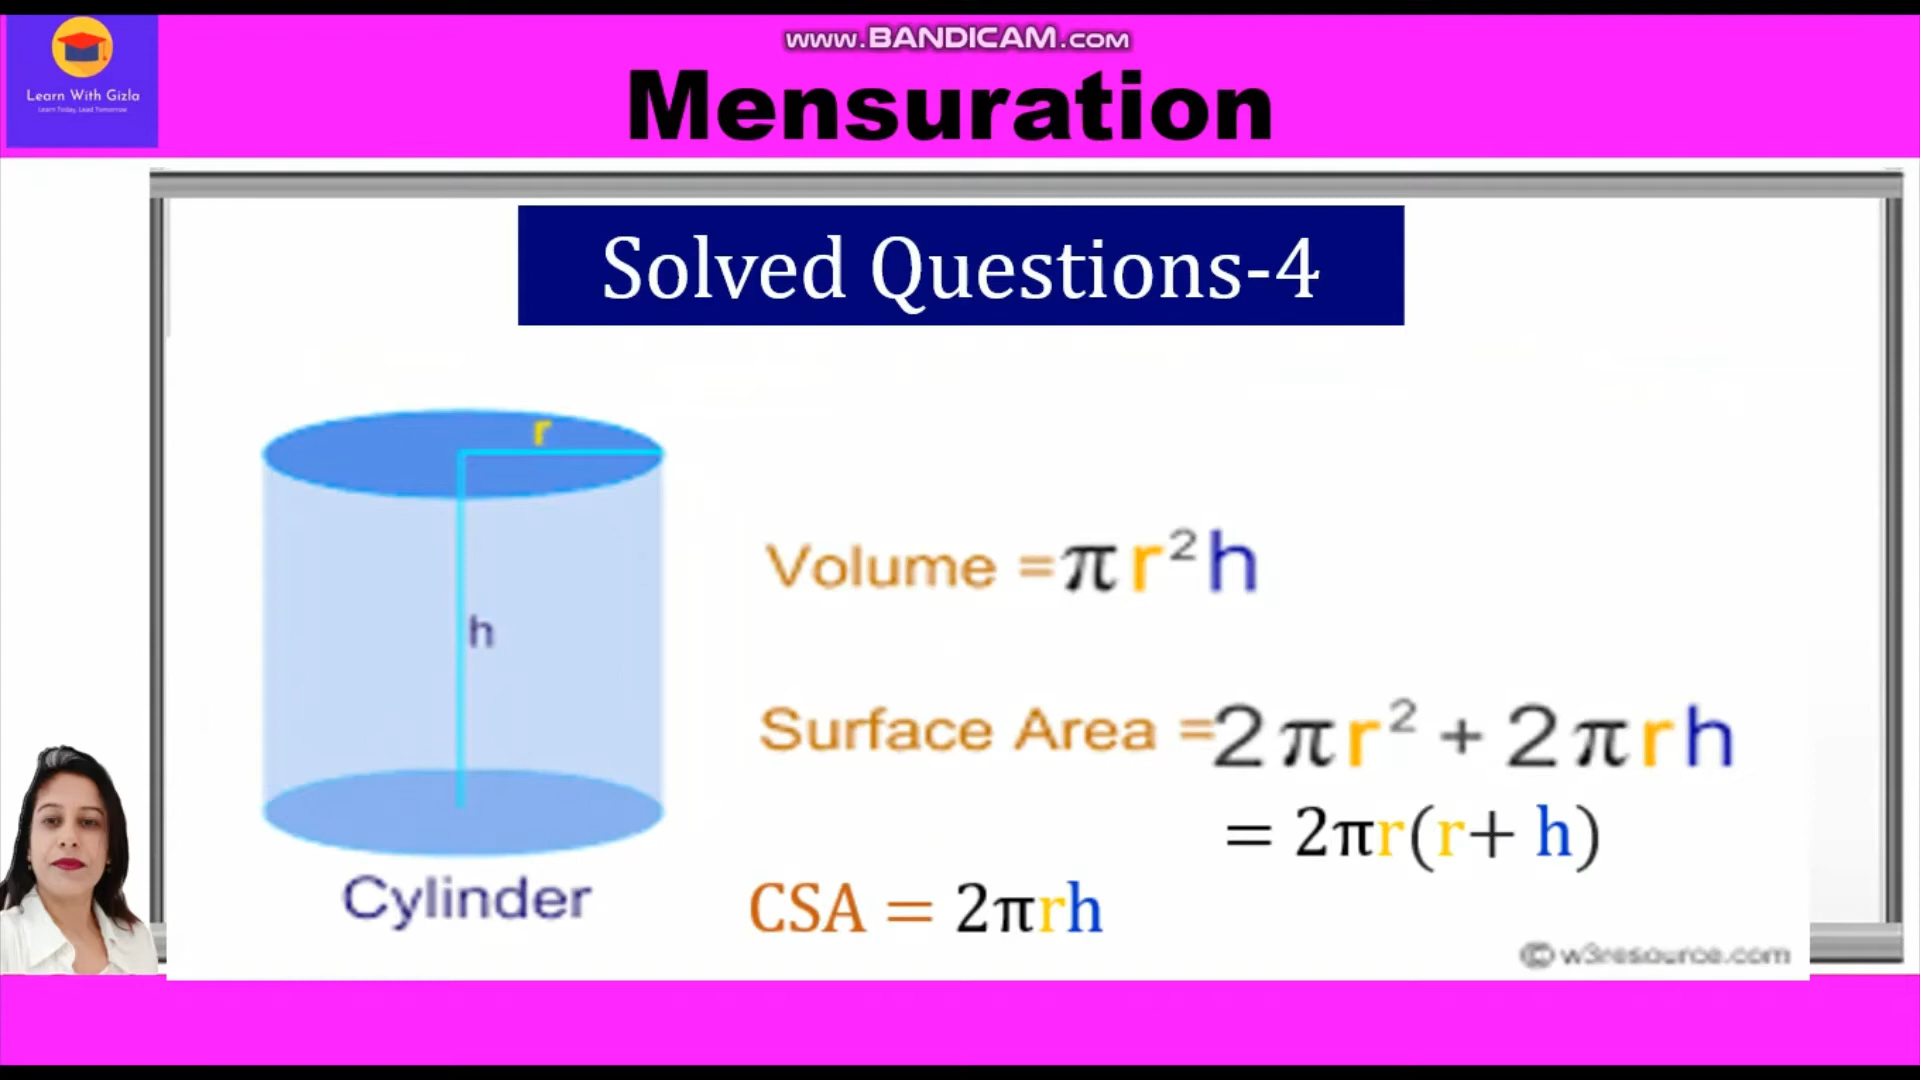 www.BANDICAM.com
Learn With Gizla
Learn Today, Lead Tomorrow
Mensuration
Solved Questions-4
r
h
Cylinder
Volume = πr²h
Surface Area = 2πr² + 2πrh
= 2πr(r+ h)
CSA = 2πrh
© w3resource.com